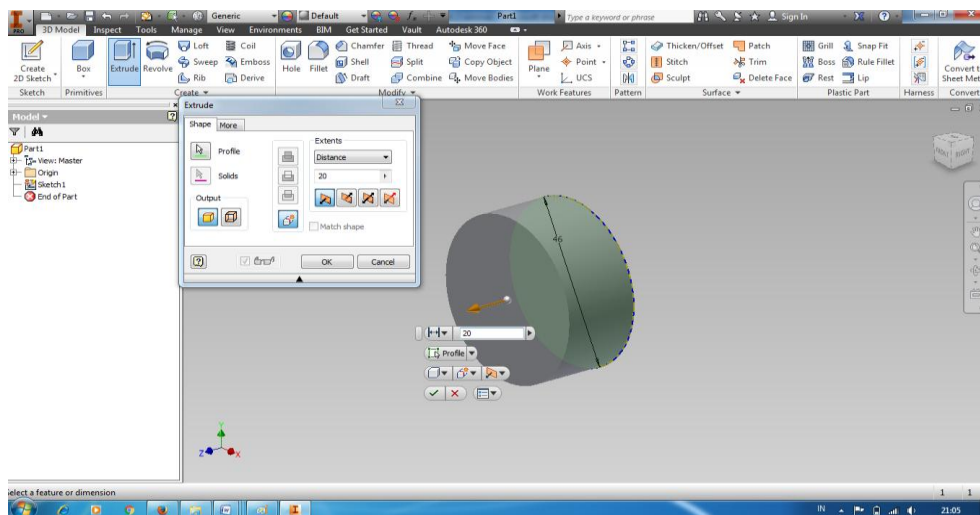 Generic Default Part1 Type a keyword or phrase Sign In
PRO 3D Model Inspect Tools Manage View Environments BIM Get Started Vault Autodesk 360
Create 2D Sketch
Box
Extrude
Revolve
Loft
Sweep
Rib
Coil
Emboss
Derive
Hole
Fillet
Chamfer
Shell
Draft
Thread
Split
Combine
Move Face
Copy Object
Move Bodies
Plane
Axis
Point
UCS
Thicken/Offset
Stitch
Sculpt
Patch
Trim
Delete Face
Grill
Boss
Rest
Snap Fit
Rule Fillet
Lip
Convert t
Sheet Met
Sketch Primitives Create Modify Work Features Pattern Surface Plastic Part Harness Convert
Model
Part1
View: Master
Origin
Sketch1
End of Part
Extrude
Shape More
Profile
Solids
Output
Extents
Distance
20
Match shape
OK Cancel
46
20
Profile
RIGHT
Y
Z
X
Select a feature or dimension 1 1
IN 21:05